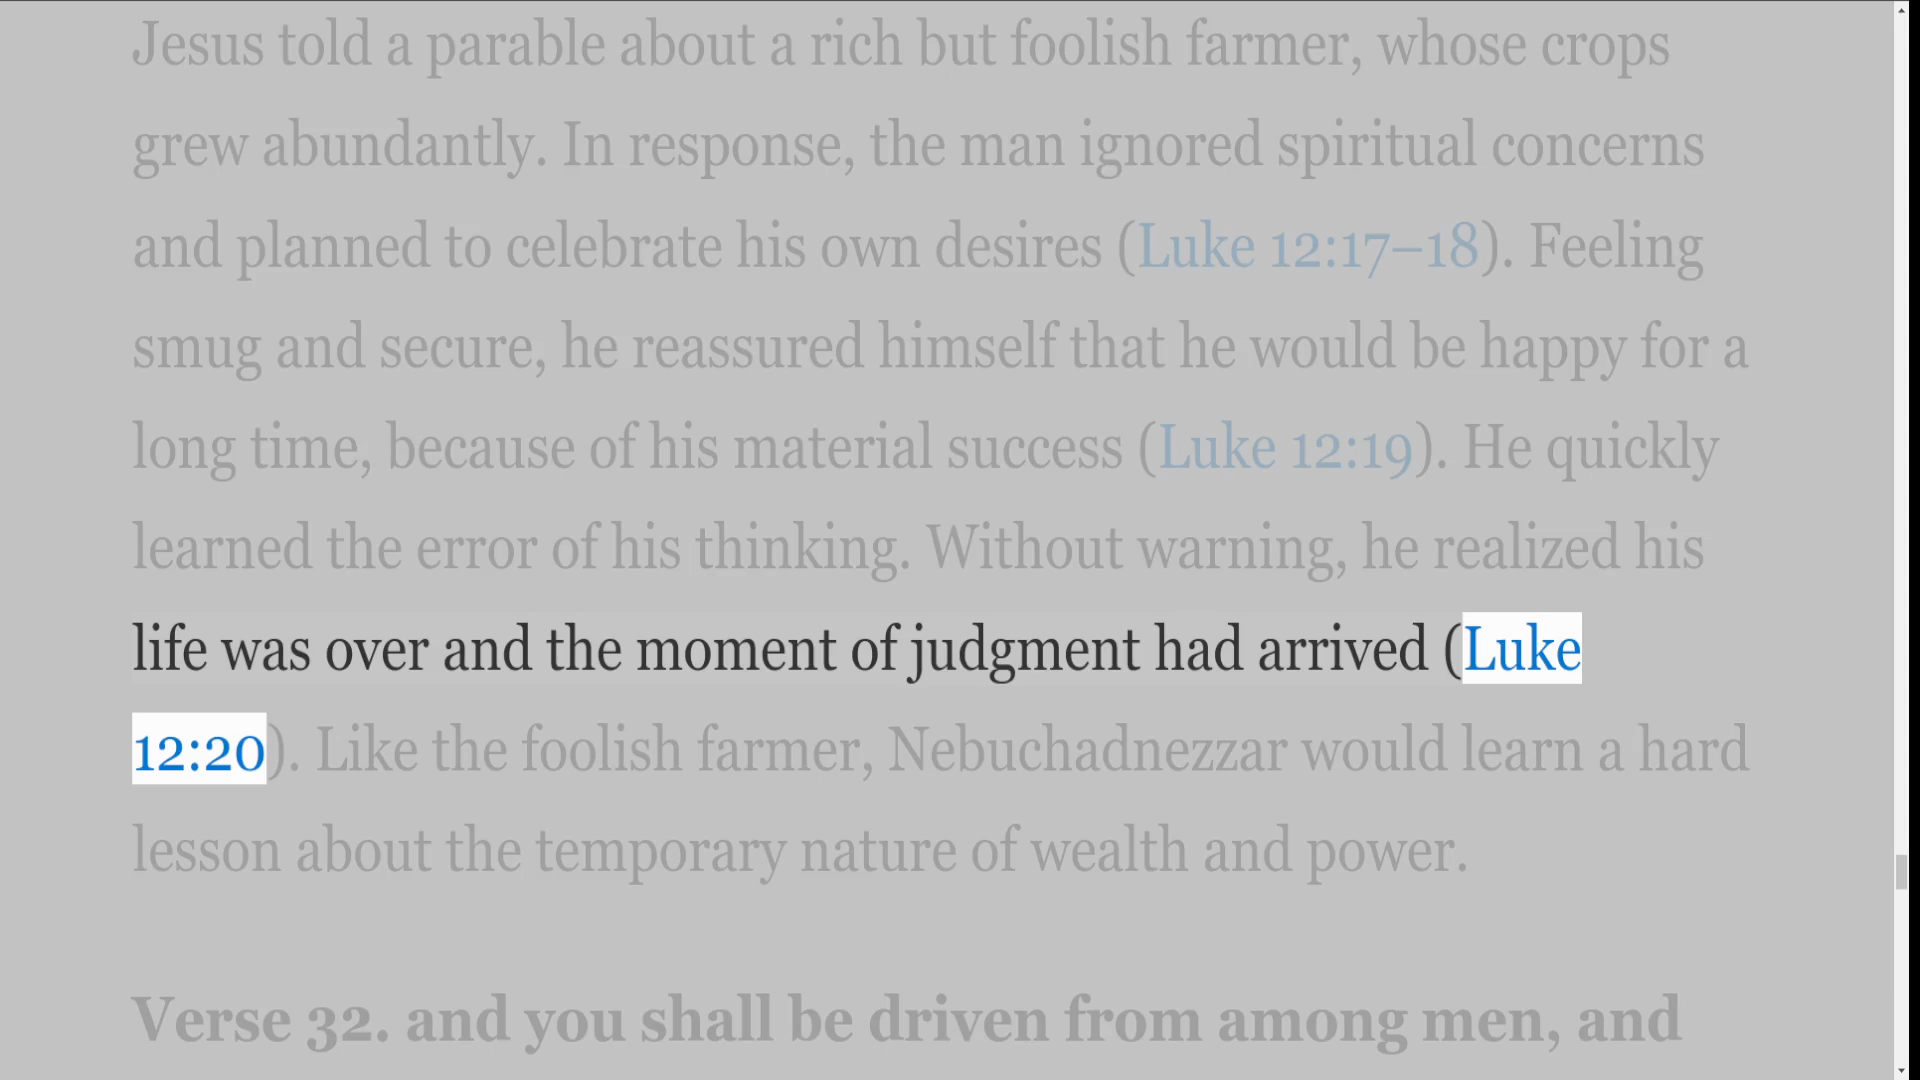 Jesus told a parable about a rich but foolish farmer, whose crops
grew abundantly. In response, the man ignored spiritual concerns
and planned to celebrate his own desires (Luke 12:17–18). Feeling
smug and secure, he reassured himself that he would be happy for a
long time, because of his material success (Luke 12:19). He quickly
learned the error of his thinking. Without warning, he realized his
life was over and the moment of judgment had arrived (Luke
12:20). Like the foolish farmer, Nebuchadnezzar would learn a hard
lesson about the temporary nature of wealth and power.
Verse 32. and you shall be driven from among men, and